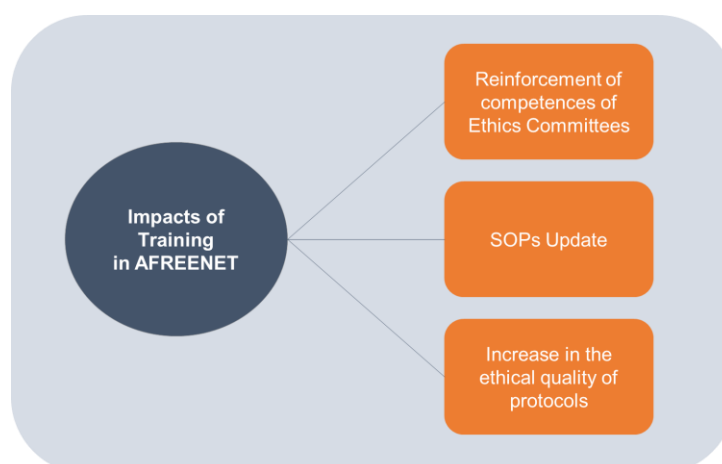 Impacts of
Training
in AFREENET
Reinforcement of
competences of
Ethics Committees
SOPs Update
Increase in the
ethical quality of
protocols